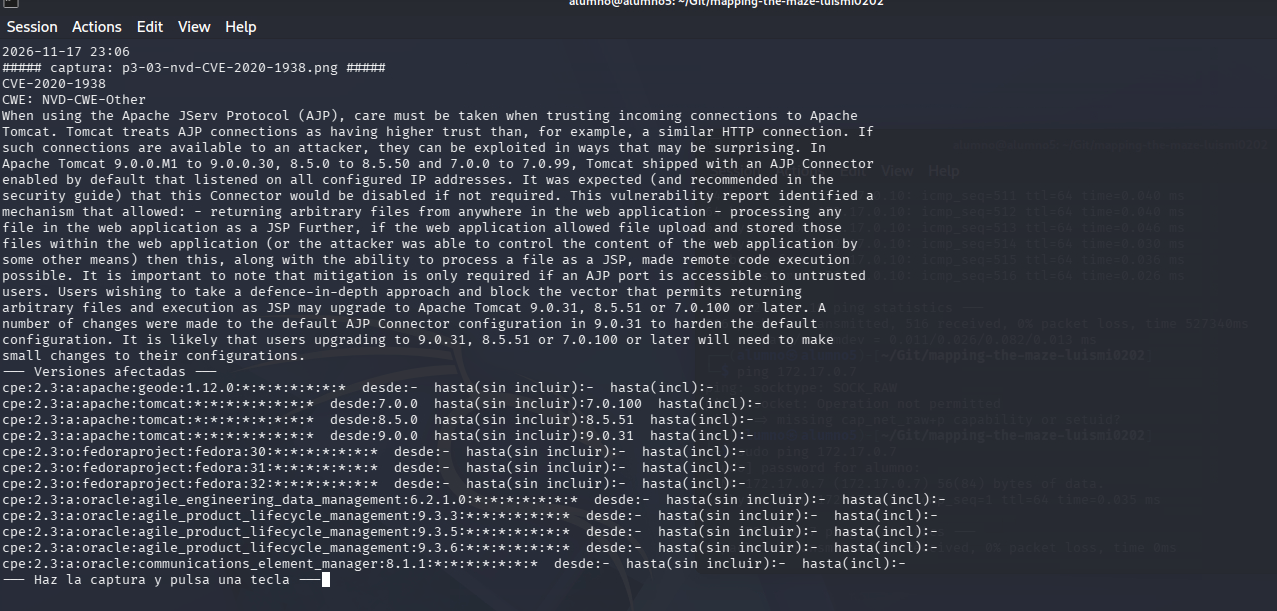 alumno@alumno5: ~/Git/mapping-the-maze-luismi0202
Session Actions Edit View Help
2026-11-17 23:06
##### captura: p3-03-nvd-CVE-2020-1938.png #####
CVE-2020-1938
CWE: NVD-CWE-Other
When using the Apache JServ Protocol (AJP), care must be taken when trusting incoming connections to Apache
Tomcat. Tomcat treats AJP connections as having higher trust than, for example, a similar HTTP connection. If
such connections are available to an attacker, they can be exploited in ways that may be surprising. In
Apache Tomcat 9.0.0.M1 to 9.0.0.30, 8.5.0 to 8.5.50 and 7.0.0 to 7.0.99, Tomcat shipped with an AJP Connector
enabled by default that listened on all configured IP addresses. It was expected (and recommended in the
security guide) that this Connector would be disabled if not required. This vulnerability report identified a
mechanism that allowed: - returning arbitrary files from anywhere in the web application - processing any
file in the web application as a JSP Further, if the web application allowed file upload and stored those
files within the web application (or the attacker was able to control the content of the web application by
some other means) then this, along with the ability to process a file as a JSP, made remote code execution
possible. It is important to note that mitigation is only required if an AJP port is accessible to untrusted
users. Users wishing to take a defence-in-depth approach and block the vector that permits returning
arbitrary files and execution as JSP may upgrade to Apache Tomcat 9.0.31, 8.5.51 or 7.0.100 or later. A
number of changes were made to the default AJP Connector configuration in 9.0.31 to harden the default
configuration. It is likely that users upgrading to 9.0.31, 8.5.51 or 7.0.100 or later will need to make
small changes to their configurations.
--- Versiones afectadas ---
cpe:2.3:a:apache:geode:1.12.0:*:*:*:*:*:*:* desde:- hasta(sin incluir):- hasta(incl):-
cpe:2.3:a:apache:tomcat:*:*:*:*:*:*:*:* desde:7.0.0 hasta(sin incluir):7.0.100 hasta(incl):-
cpe:2.3:a:apache:tomcat:*:*:*:*:*:*:*:* desde:8.5.0 hasta(sin incluir):8.5.51 hasta(incl):-
cpe:2.3:a:apache:tomcat:*:*:*:*:*:*:*:* desde:9.0.0 hasta(sin incluir):9.0.31 hasta(incl):-
cpe:2.3:o:fedoraproject:fedora:30:*:*:*:*:*:*:* desde:- hasta(sin incluir):- hasta(incl):-
cpe:2.3:o:fedoraproject:fedora:31:*:*:*:*:*:*:* desde:- hasta(sin incluir):- hasta(incl):-
cpe:2.3:o:fedoraproject:fedora:32:*:*:*:*:*:*:* desde:- hasta(sin incluir):- hasta(incl):-
cpe:2.3:a:oracle:agile_engineering_data_management:6.2.1.0:*:*:*:*:*:*:* desde:- hasta(sin incluir):- hasta(incl):-
cpe:2.3:a:oracle:agile_product_lifecycle_management:9.3.3:*:*:*:*:*:*:* desde:- hasta(sin incluir):- hasta(incl):-
cpe:2.3:a:oracle:agile_product_lifecycle_management:9.3.5:*:*:*:*:*:*:* desde:- hasta(sin incluir):- hasta(incl):-
cpe:2.3:a:oracle:agile_product_lifecycle_management:9.3.6:*:*:*:*:*:*:* desde:- hasta(sin incluir):- hasta(incl):-
cpe:2.3:a:oracle:communications_element_manager:8.1.1:*:*:*:*:*:*:* desde:- hasta(sin incluir):- hasta(incl):-
--- Haz la captura y pulsa una tecla ---